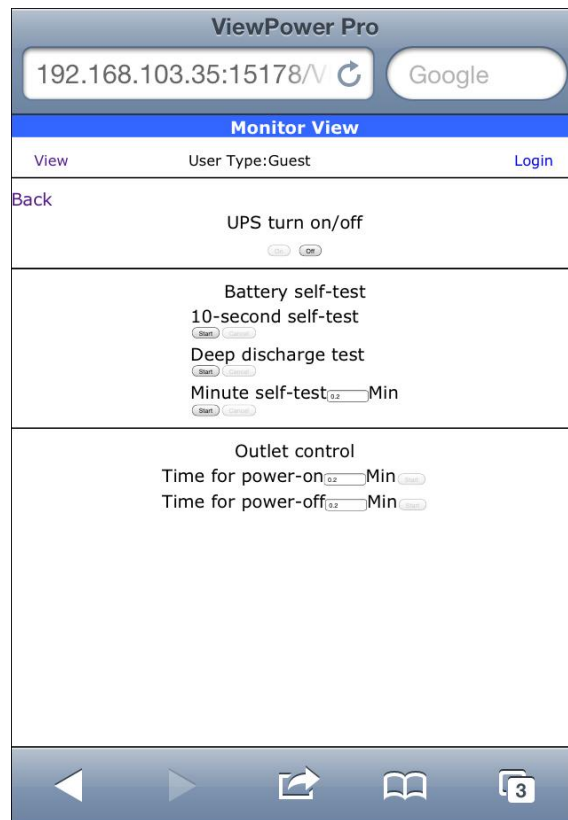 ViewPower Pro
192.168.103.35:15178/V Google
Monitor View
View User Type:Guest Login
Back
UPS turn on/off
On Off
Battery self-test
10-second self-test
Start Cancel
Deep discharge test
Start Cancel
Minute self-test 0.2 Min
Start Cancel
Outlet control
Time for power-on 0.2 Min Start
Time for power-off 0.2 Min Start
3